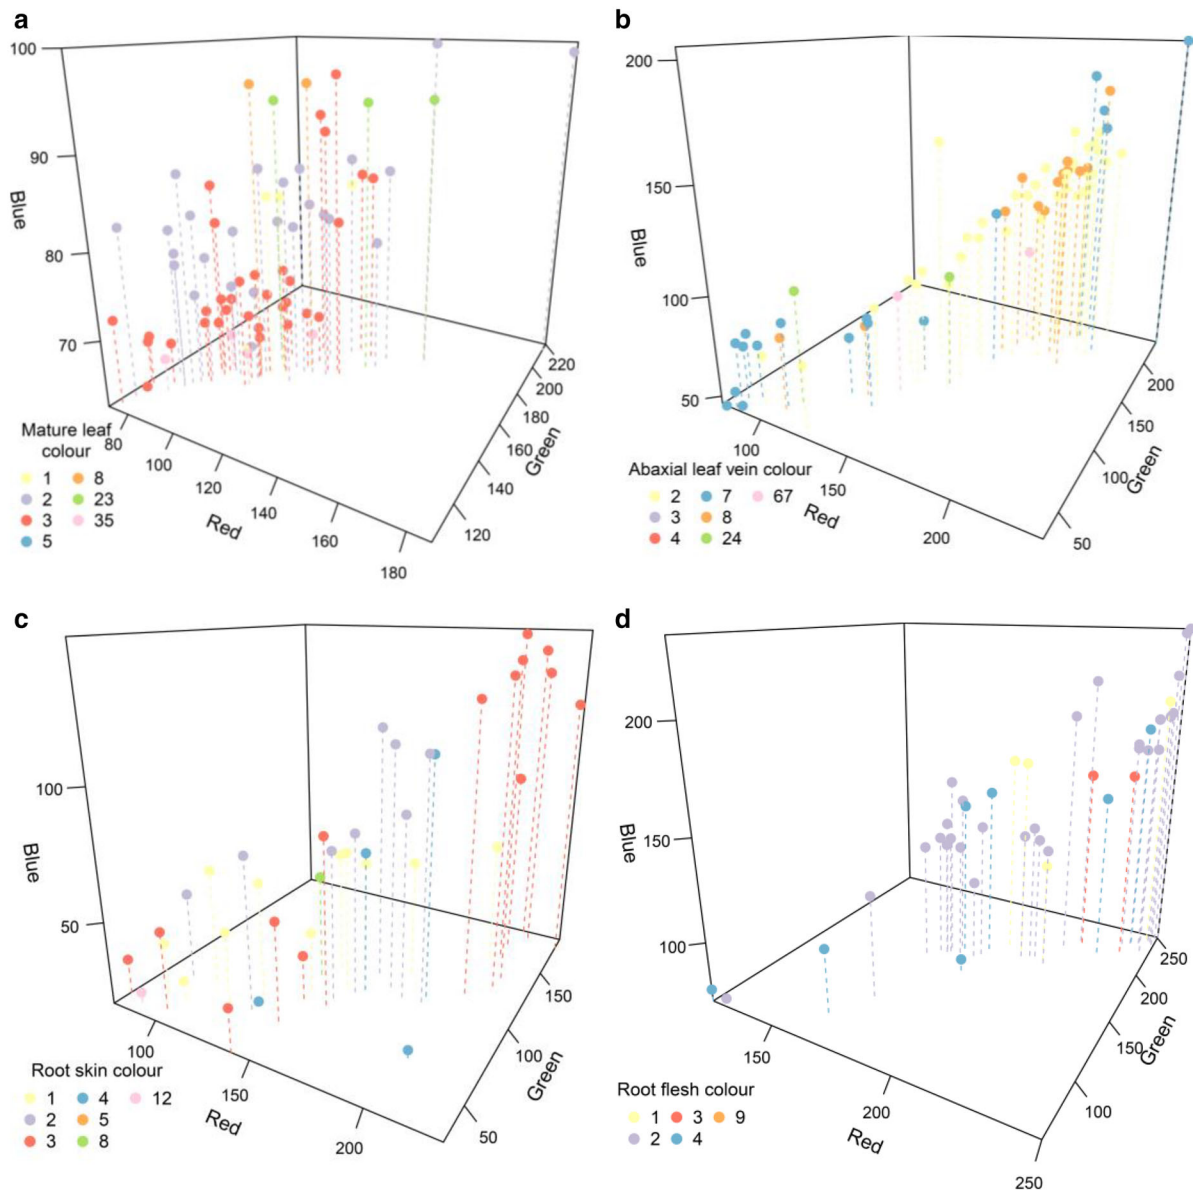 a
100
90
80
70
Blue
80
100
120
140
160
180
Red
120
140
160
180
200
220
Green
Mature leaf
colour
1 8
2 23
3 35
5
b
200
150
100
50
Blue
100
150
200
Red
50
100
150
200
Green
Abaxial leaf vein colour
2 7 67
3 8
4 24
c
100
50
Blue
100
150
200
Red
50
100
150
Green
Root skin colour
1 4 12
2 5
3 8
d
200
150
100
Blue
150
200
250
Red
100
150
200
250
Green
Root flesh colour
1 3 9
2 4